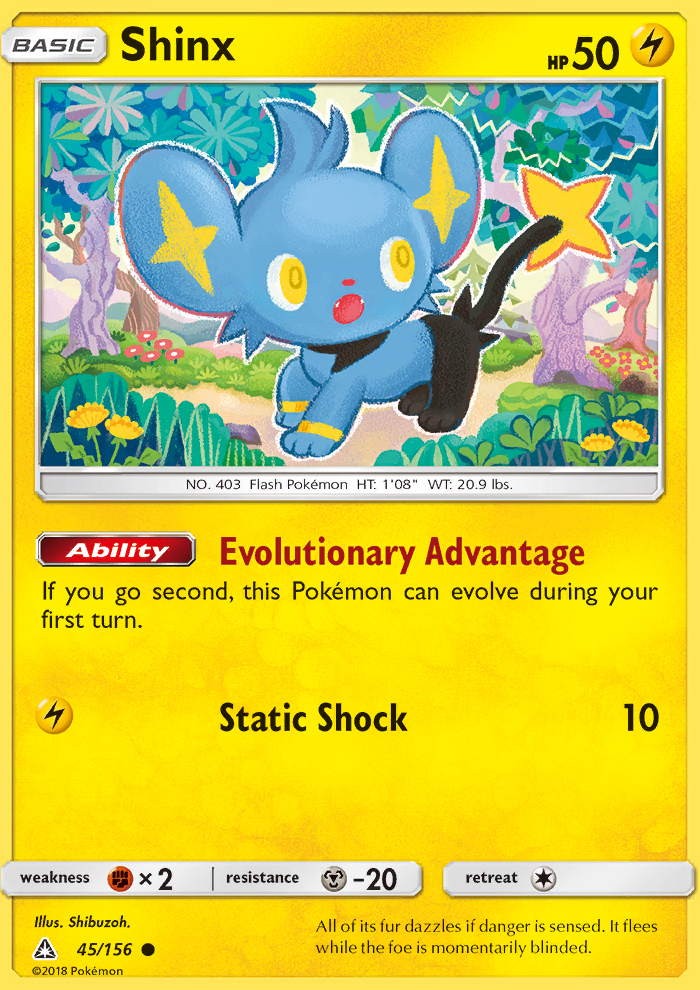 BASIC Shinx HP 50
NO. 403 Flash Pokémon HT: 1'08" WT: 20.9 lbs.
Ability Evolutionary Advantage
If you go second, this Pokémon can evolve during your
first turn.
Static Shock 10
weakness × 2 resistance –20 retreat
Illus. Shibuzoh.
45/156
©2018 Pokémon
All of its fur dazzles if danger is sensed. It flees
while the foe is momentarily blinded.